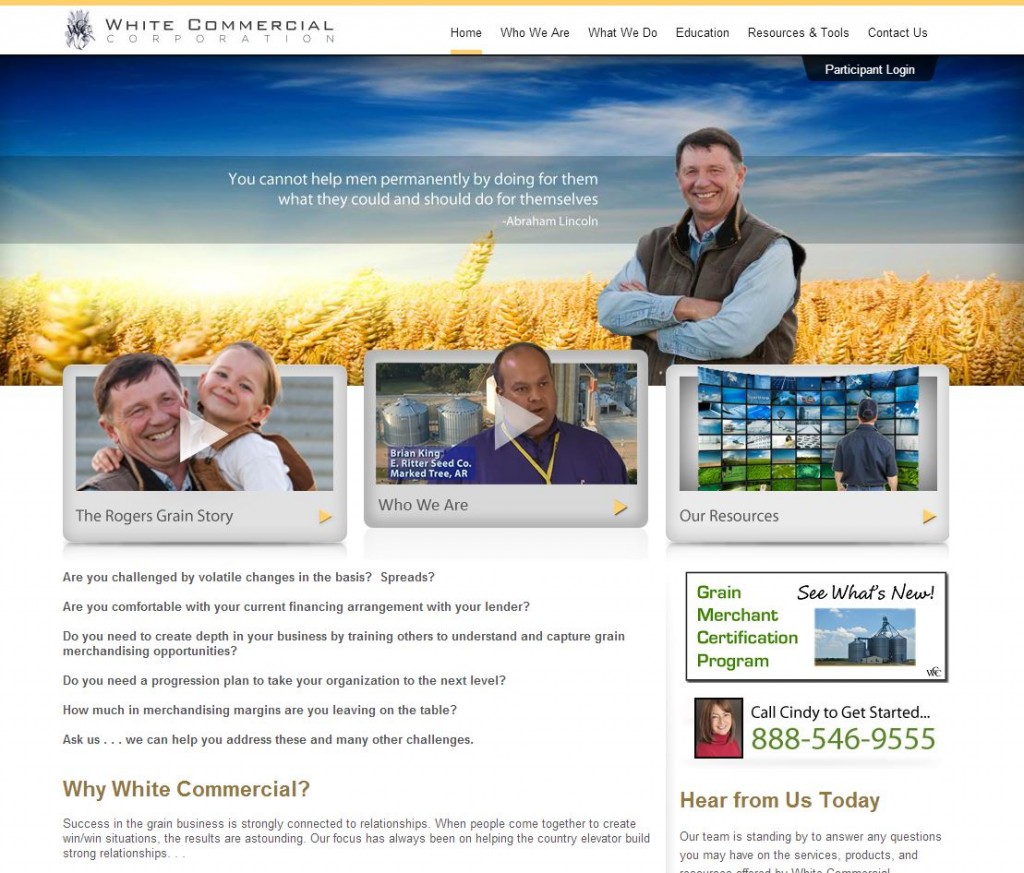 WHITE COMMERCIAL
CORPORATION
Home Who We Are What We Do Education Resources & Tools Contact Us
Participant Login
You cannot help men permanently by doing for them
what they could and should do for themselves
-Abraham Lincoln
Brian King
E. Ritter Seed Co.
Marked Tree, AR
The Rogers Grain Story
Who We Are
Our Resources
Are you challenged by volatile changes in the basis?  Spreads?
Are you comfortable with your current financing arrangement with your lender?
Do you need to create depth in your business by training others to understand and capture grain
merchandising opportunities?
Do you need a progression plan to take your organization to the next level?
How much in merchandising margins are you leaving on the table?
Ask us . . . we can help you address these and many other challenges.
Why White Commercial?
Success in the grain business is strongly connected to relationships. When people come together to create
win/win situations, the results are astounding. Our focus has always been on helping the country elevator build
strong relationships. . .
Grain
Merchant
Certification
Program
See What's New!
Call Cindy to Get Started...
888-546-9555
Hear from Us Today
Our team is standing by to answer any questions
you may have on the services, products, and
resources offered by White Commercial